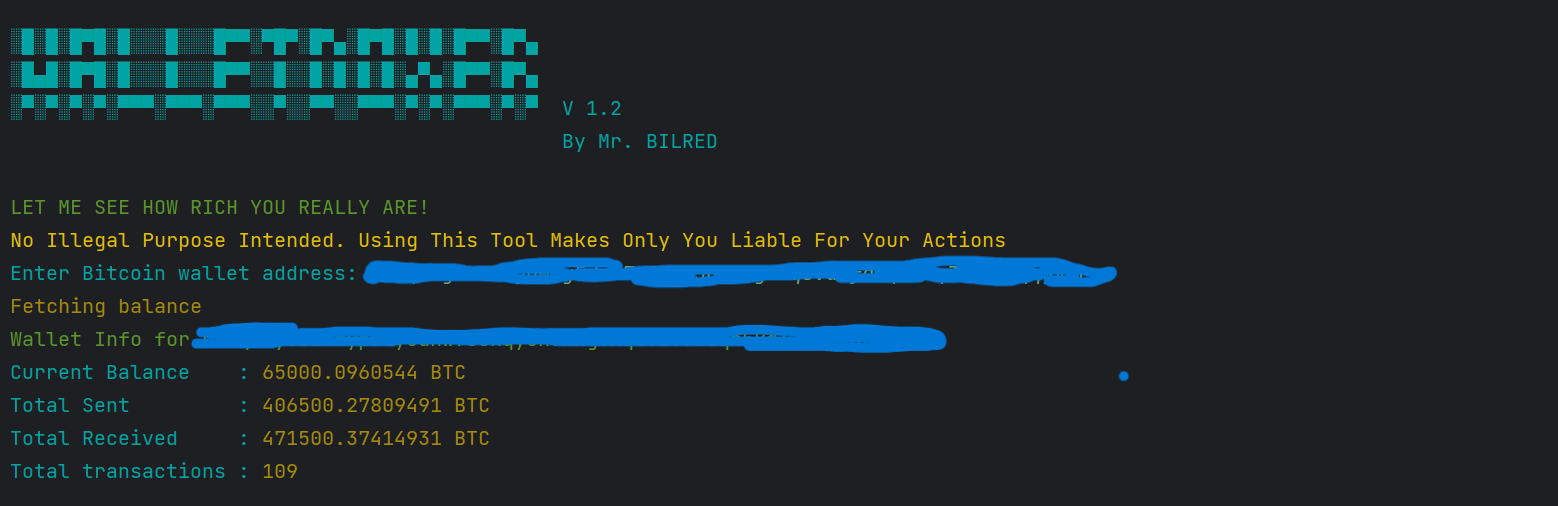 V 1.2
By Mr. BILRED
LET ME SEE HOW RICH YOU REALLY ARE!
No Illegal Purpose Intended. Using This Tool Makes Only You Liable For Your Actions
Enter Bitcoin wallet address:
Fetching balance
Wallet Info for
Current Balance    : 65000.0960544 BTC
Total Sent         : 406500.27809491 BTC
Total Received     : 471500.37414931 BTC
Total transactions : 109